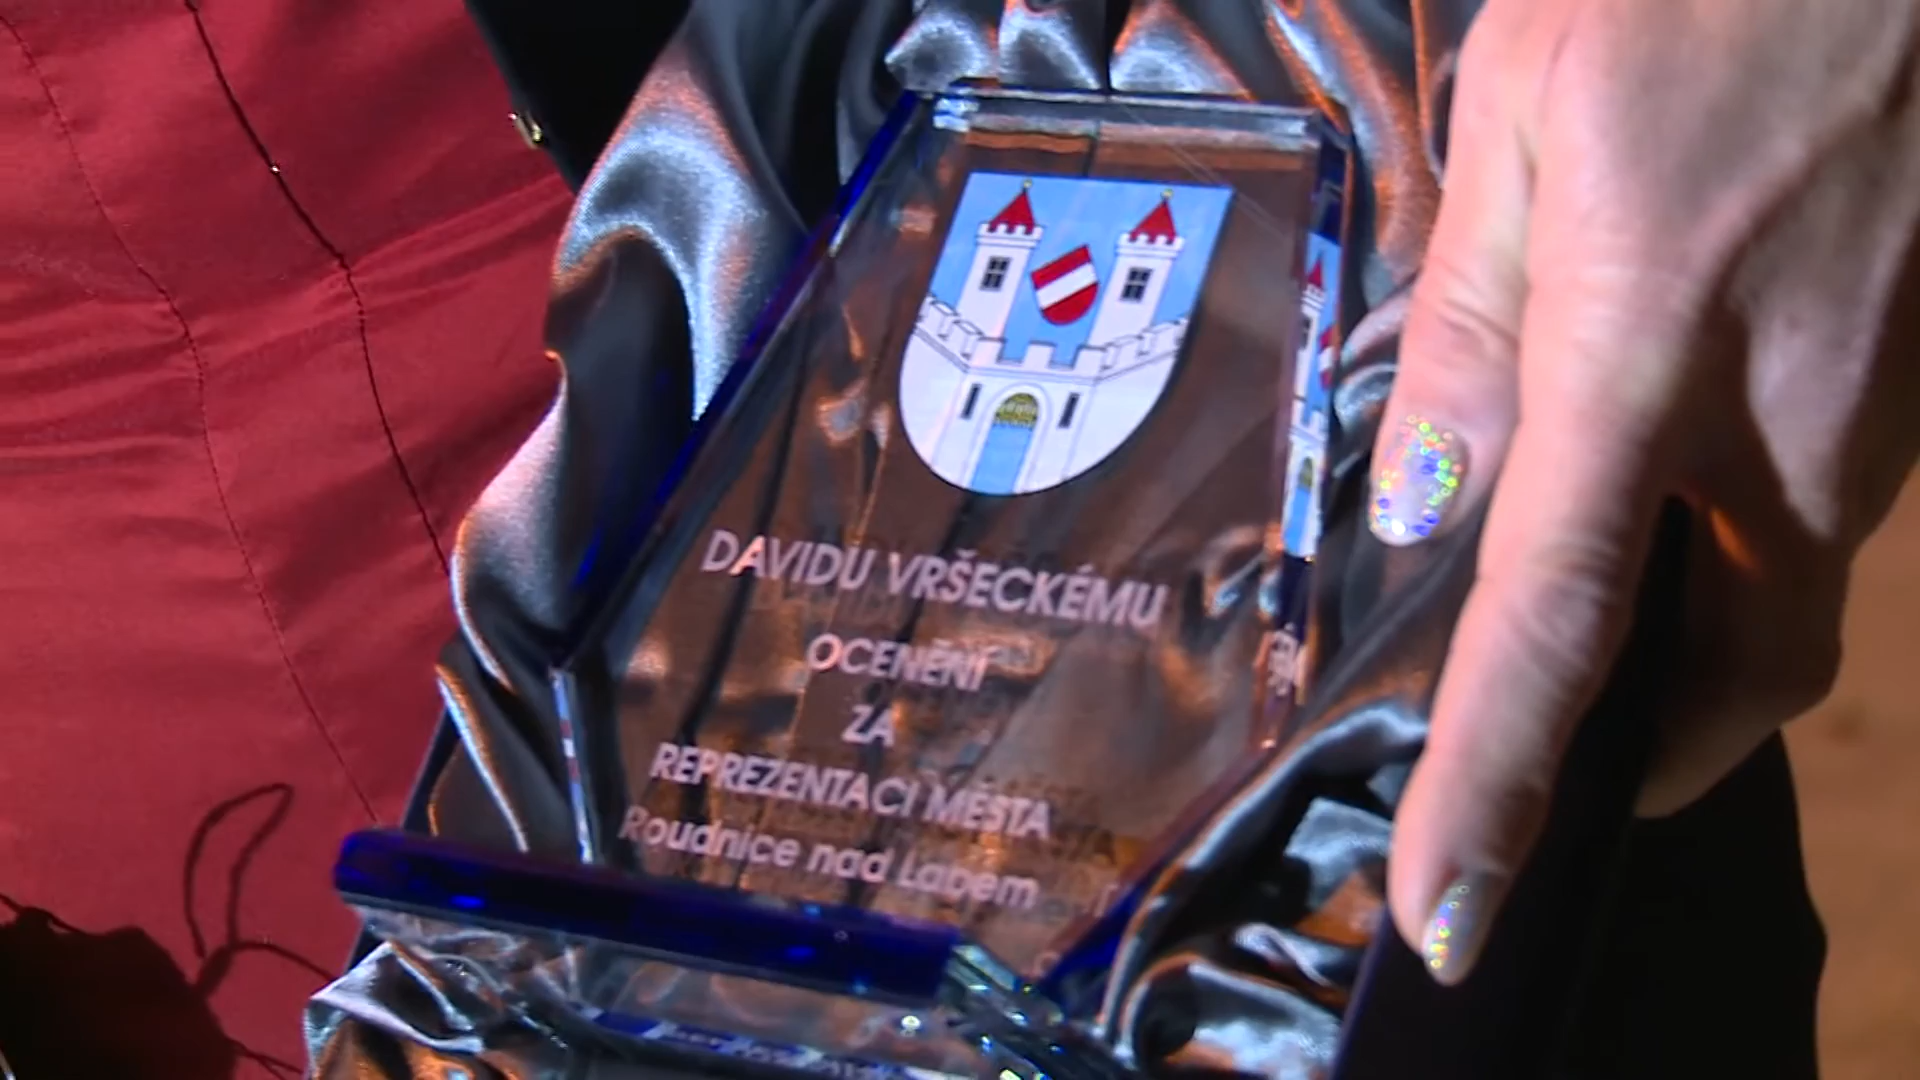 DAVIDU VRŠECKÉMU
OCENĚNÍ
ZA
REPREZENTACI MĚSTA
Roudnice nad Labem